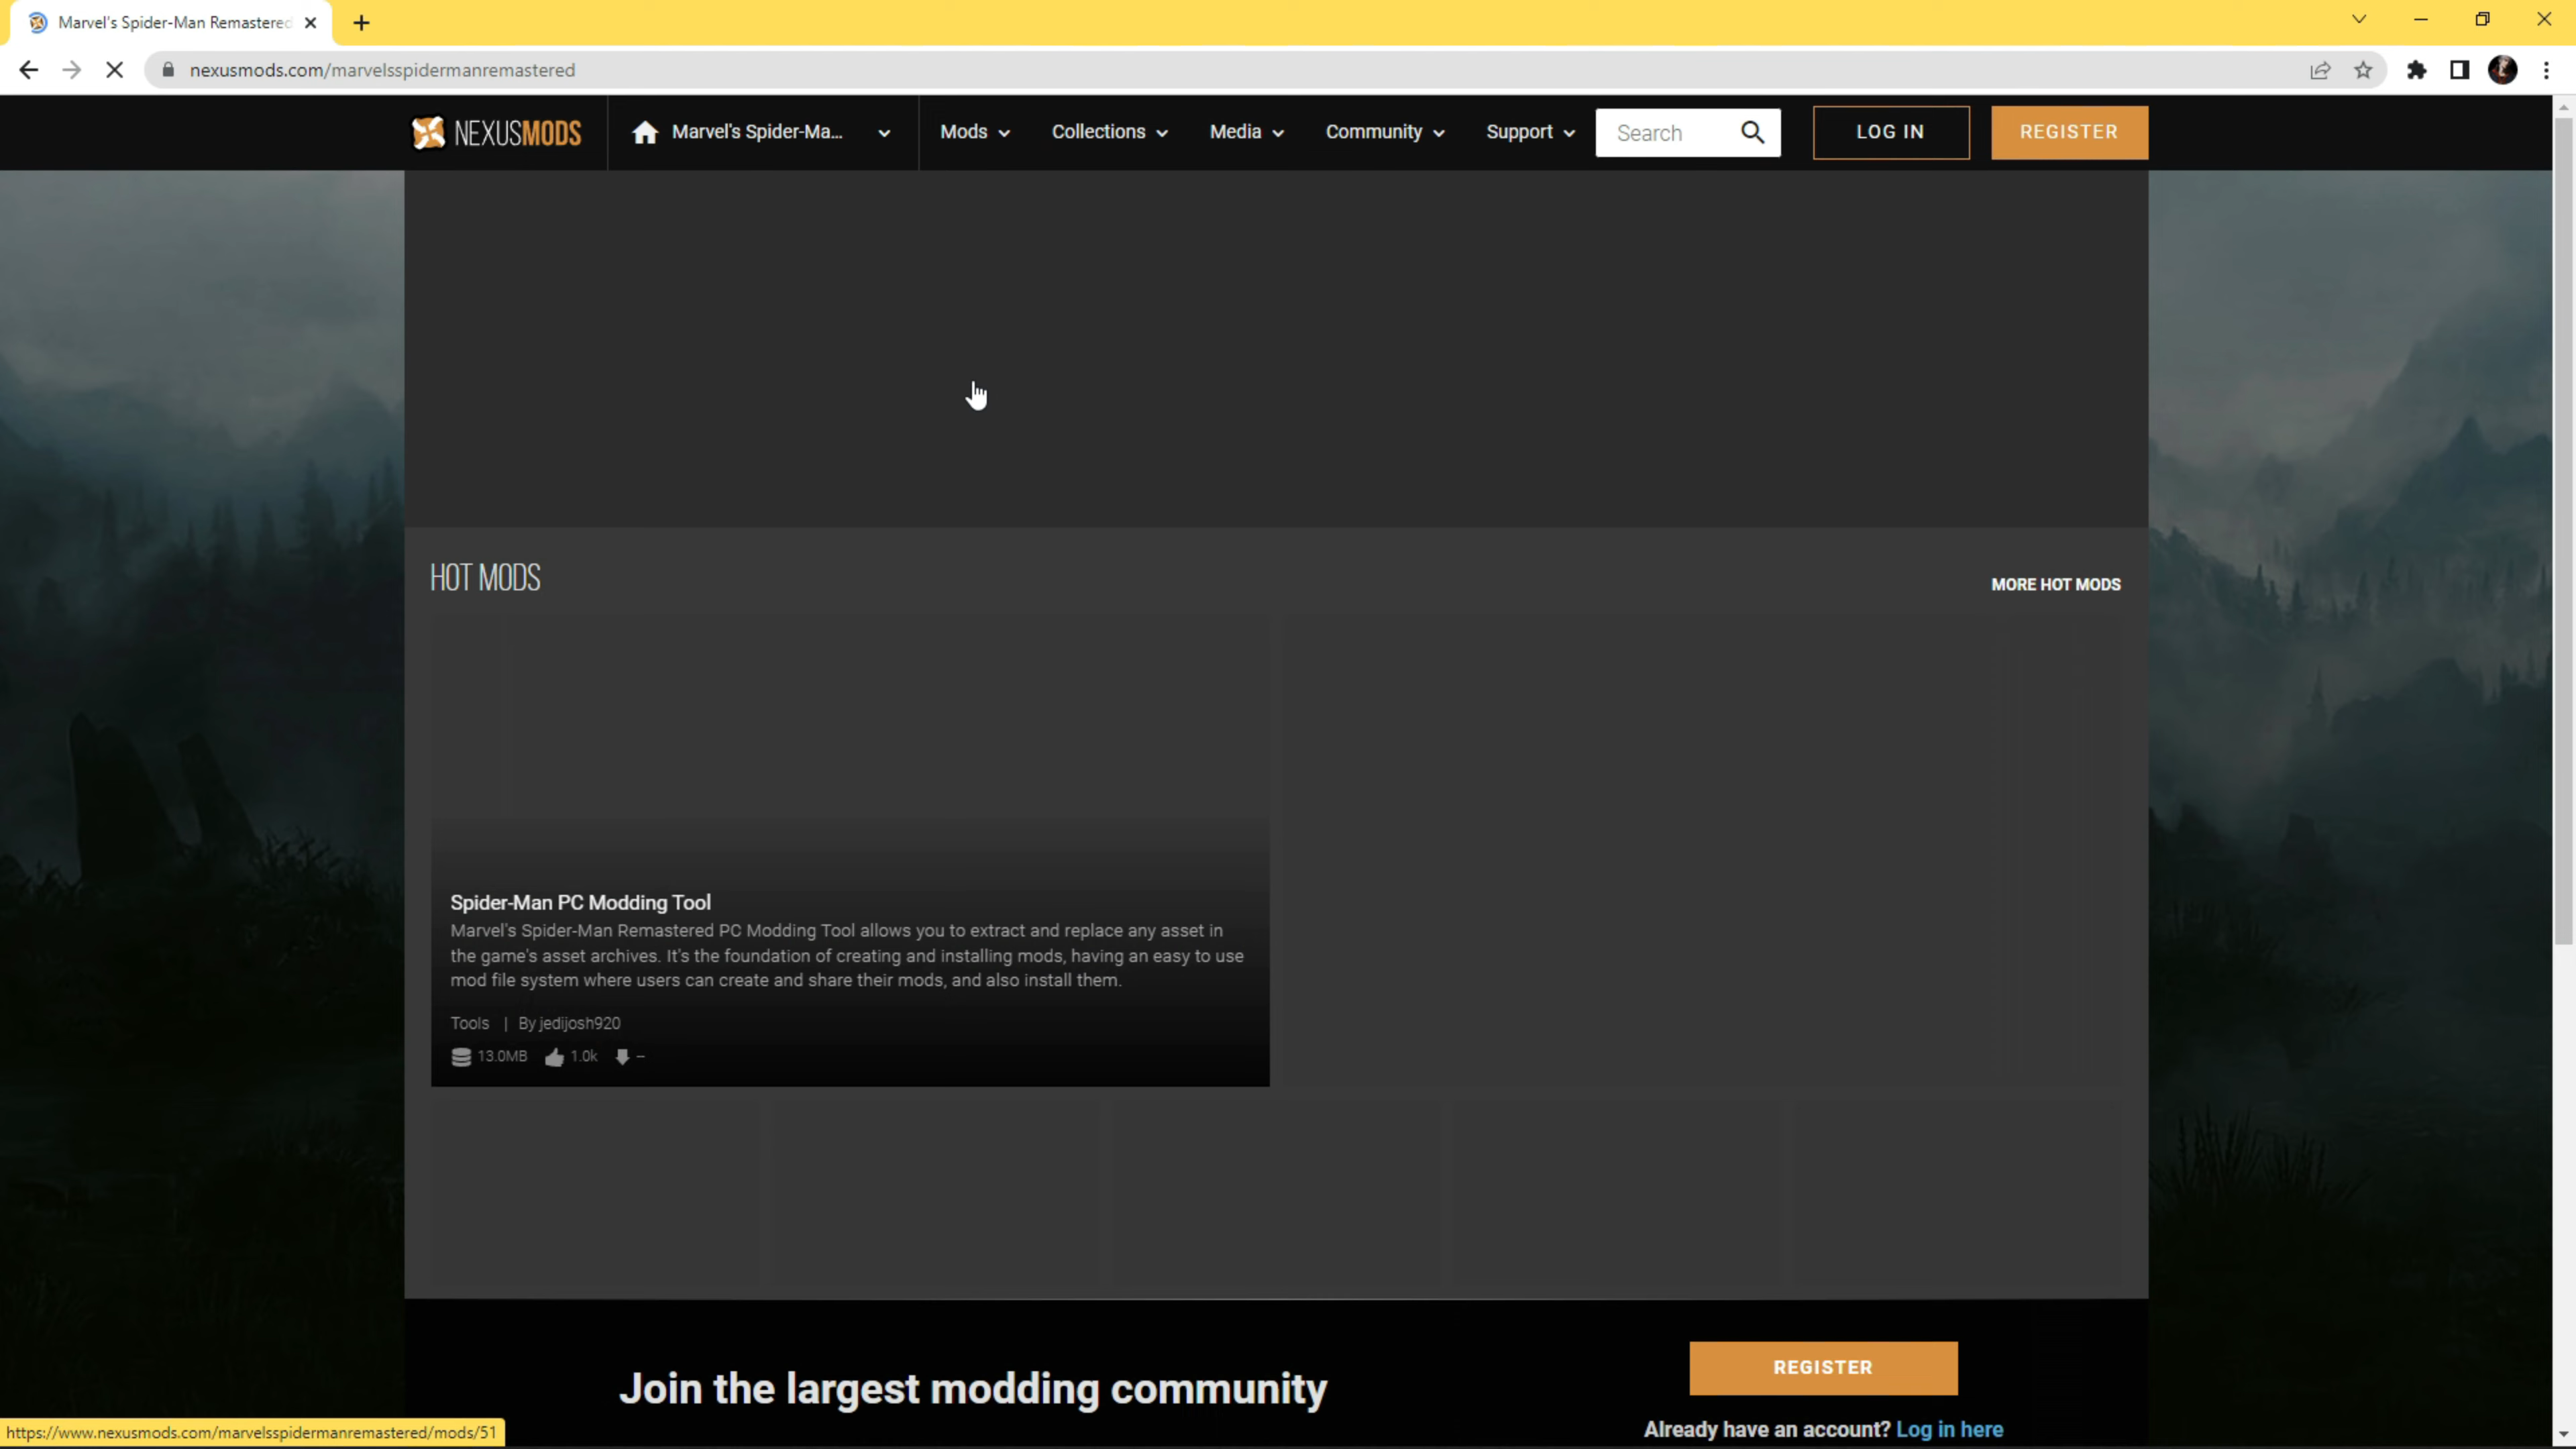 Marvel's Spider-Man Remastered
nexusmods.com/marvelsspidermanremastered
NEXUSMODS
Marvel's Spider-Ma...
Mods
Collections
Media
Community
Support
Search
LOG IN
REGISTER
HOT MODS
MORE HOT MODS
Spider-Man PC Modding Tool
Marvel's Spider-Man Remastered PC Modding Tool allows you to extract and replace any asset in
the game's asset archives. It's the foundation of creating and installing mods, having an easy to use
mod file system where users can create and share their mods, and also install them.
Tools | By jedijosh920
13.0MB 1.0k –
Join the largest modding community
REGISTER
Already have an account? Log in here
https://www.nexusmods.com/marvelsspidermanremastered/mods/51